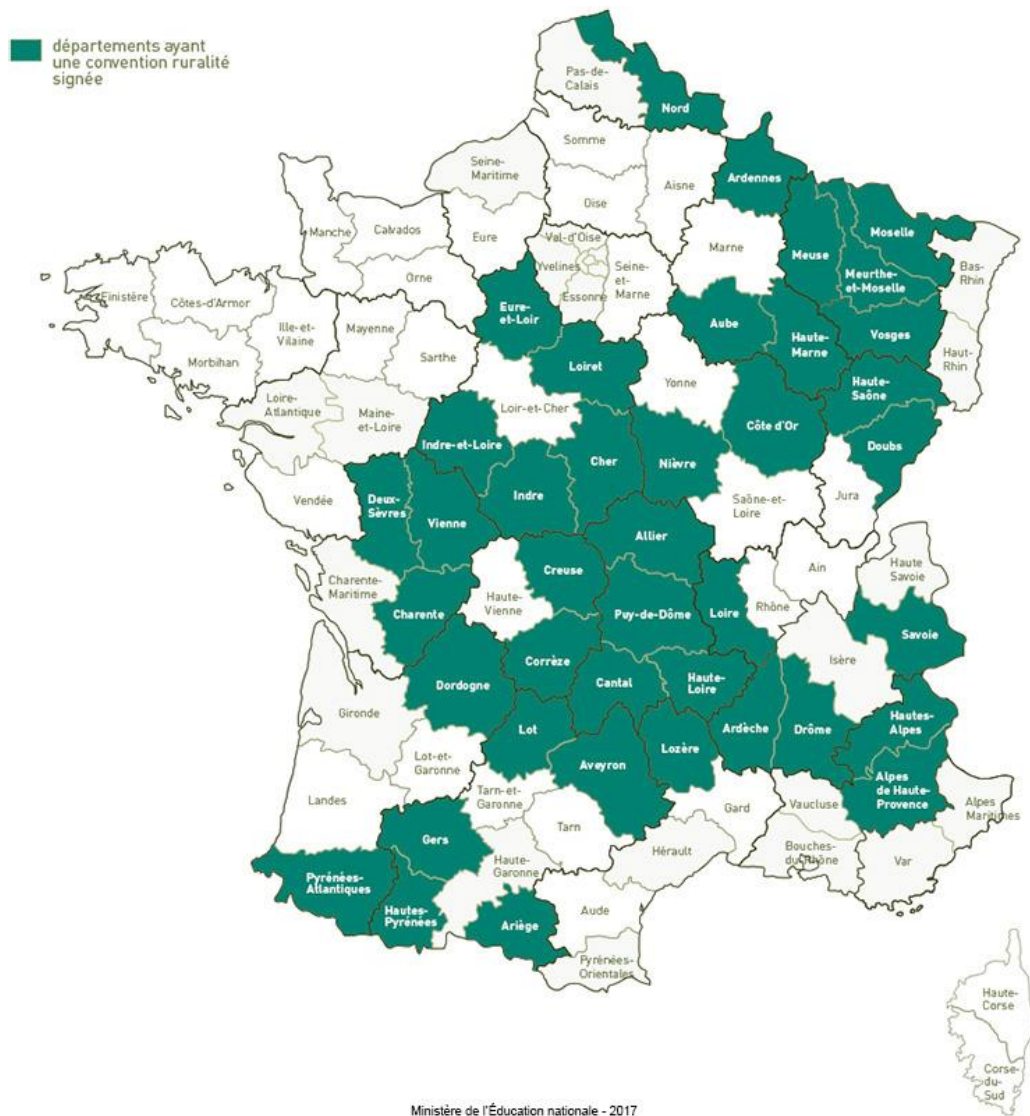 départements ayant
une convention ruralité
signée
Pas-de-
Calais
Nord
Somme
Seine-
Maritime
Aisne
Ardennes
Oise
Manche
Calvados
Eure
Val-d'Oise
Marne
Meuse
Moselle
Bas-
Rhin
Orne
Yvelines
Seine-
et-
Marne
Essonne
Meurthe-
et-Moselle
Finistère
Côtes-d'Armor
Eure-
et-Loir
Aube
Haute-
Marne
Vosges
Ille-et-
Vilaine
Mayenne
Haut-
Rhin
Morbihan
Sarthe
Loiret
Yonne
Haute-
Saône
Loire-
Atlantique
Maine-
et-Loire
Loir-et-Cher
Côte d'Or
Indre-et-Loire
Cher
Nièvre
Doubs
Vendée
Deux-
Sèvres
Vienne
Indre
Saône-et-
Loire
Jura
Allier
Charente-
Maritime
Creuse
Haute-
Vienne
Ain
Haute
Savoie
Charente
Puy-de-Dôme
Loire
Rhône
Savoie
Isère
Corrèze
Dordogne
Cantal
Haute-
Loire
Gironde
Lot
Ardèche
Drôme
Hautes-
Alpes
Lot-et-
Garonne
Aveyron
Lozère
Alpes
de Haute-
Provence
Landes
Tarn-et-
Garonne
Gard
Vaucluse
Alpes
Maritimes
Tarn
Gers
Haute-
Garonne
Hérault
Bouches-
du-Rhône
Var
Pyrénées-
Atlantiques
Hautes-
Pyrénées
Ariège
Aude
Pyrénées-
Orientales
Haute-
Corse
Corse-
du-
Sud
Ministère de l'Éducation nationale - 2017